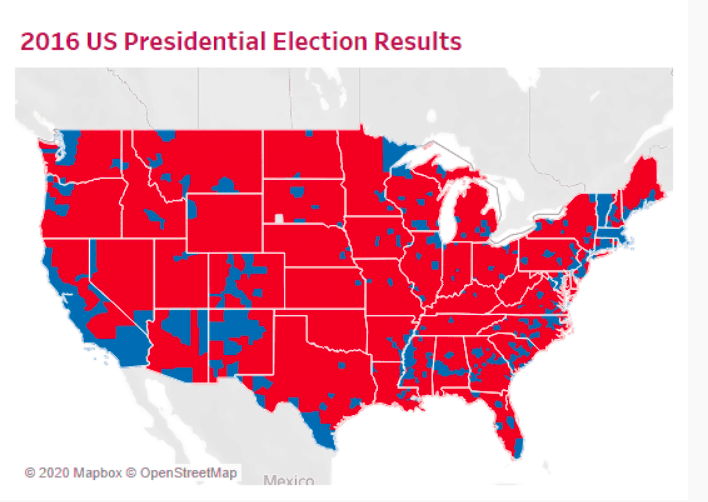 2016 US Presidential Election Results
© 2020 Mapbox © OpenStreetMap
Mexico